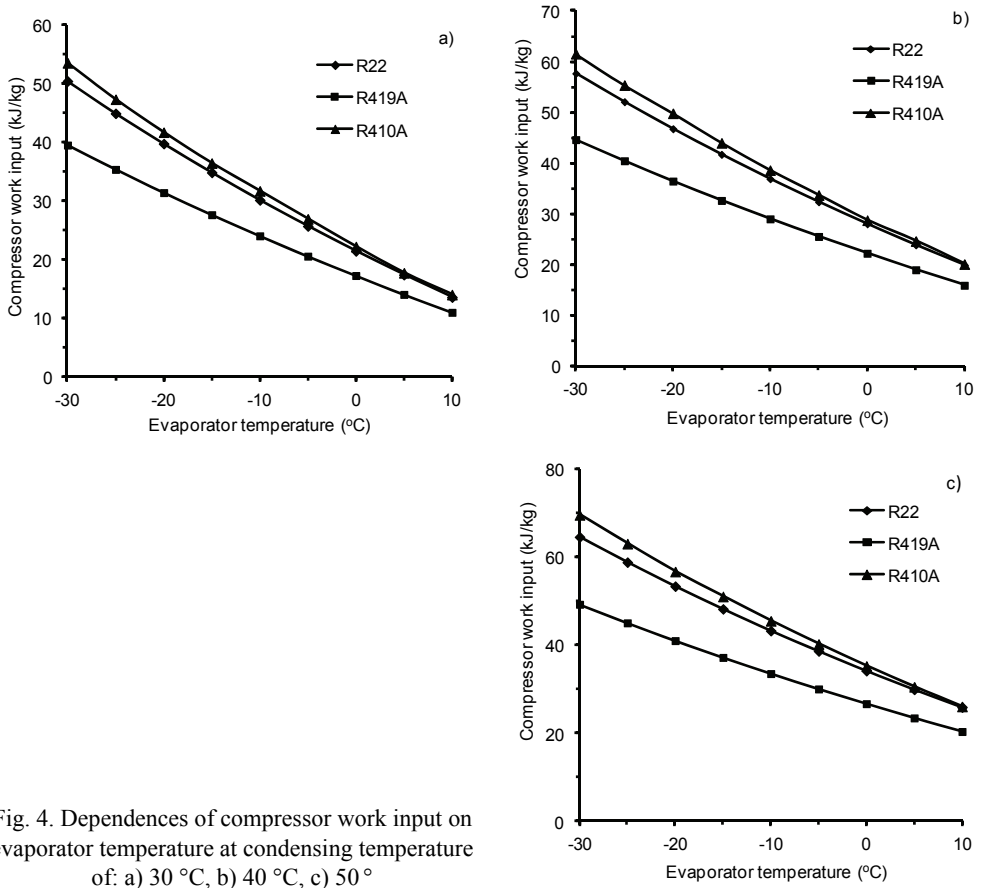 a)
Compressor work input (kJ/kg)
60
50
40
30
20
10
0
R22
R419A
R410A
-30
-20
-10
0
10
Evaporator temperature (°C)
b)
Compressor work input (kJ/kg)
70
60
50
40
30
20
10
0
R22
R419A
R410A
-30
-20
-10
0
10
Evaporator temperature (°C)
c)
Compressor work input (kJ/kg)
80
60
40
20
0
R22
R419A
R410A
-30
-20
-10
0
10
Evaporator temperature (°C)
ig. 4. Dependences of compressor work input on
evaporator temperature at condensing temperature
of: a) 30 °C, b) 40 °C, c) 50 °